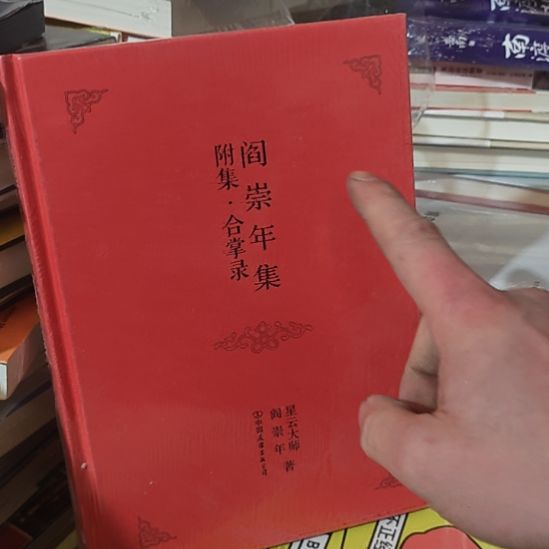 阎崇年集
附集·合掌录
星云大师
阎崇年 著